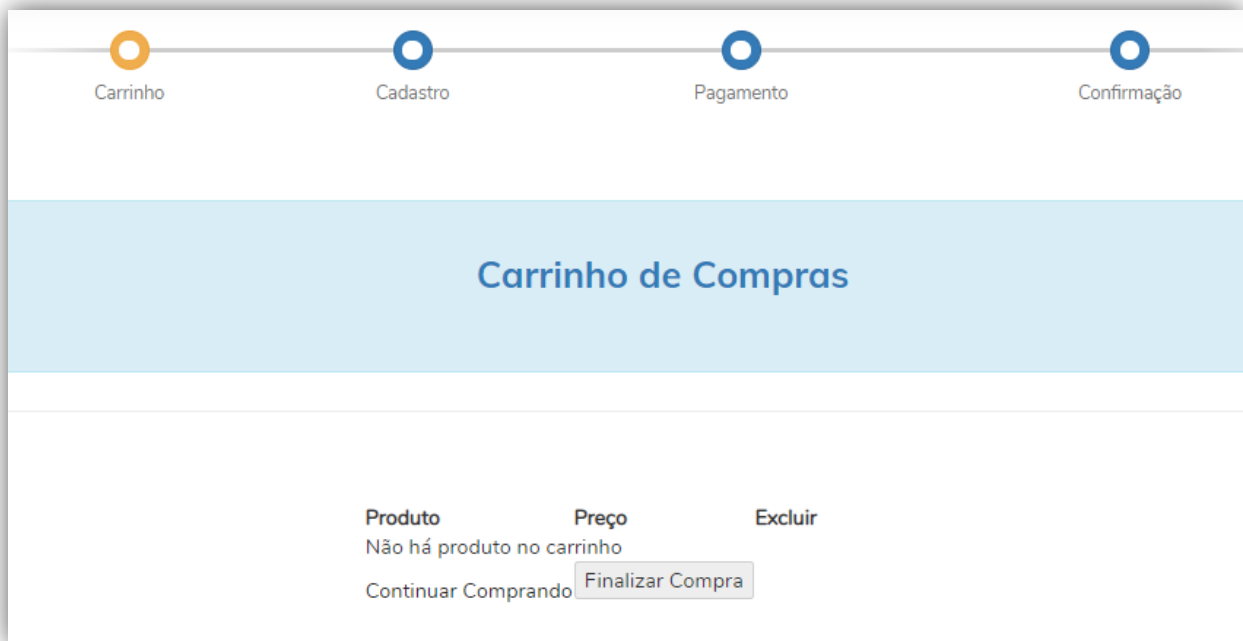 Carrinho Cadastro Pagamento Confirmação
Carrinho de Compras
Produto Preço Excluir
Não há produto no carrinho
Continuar Comprando Finalizar Compra